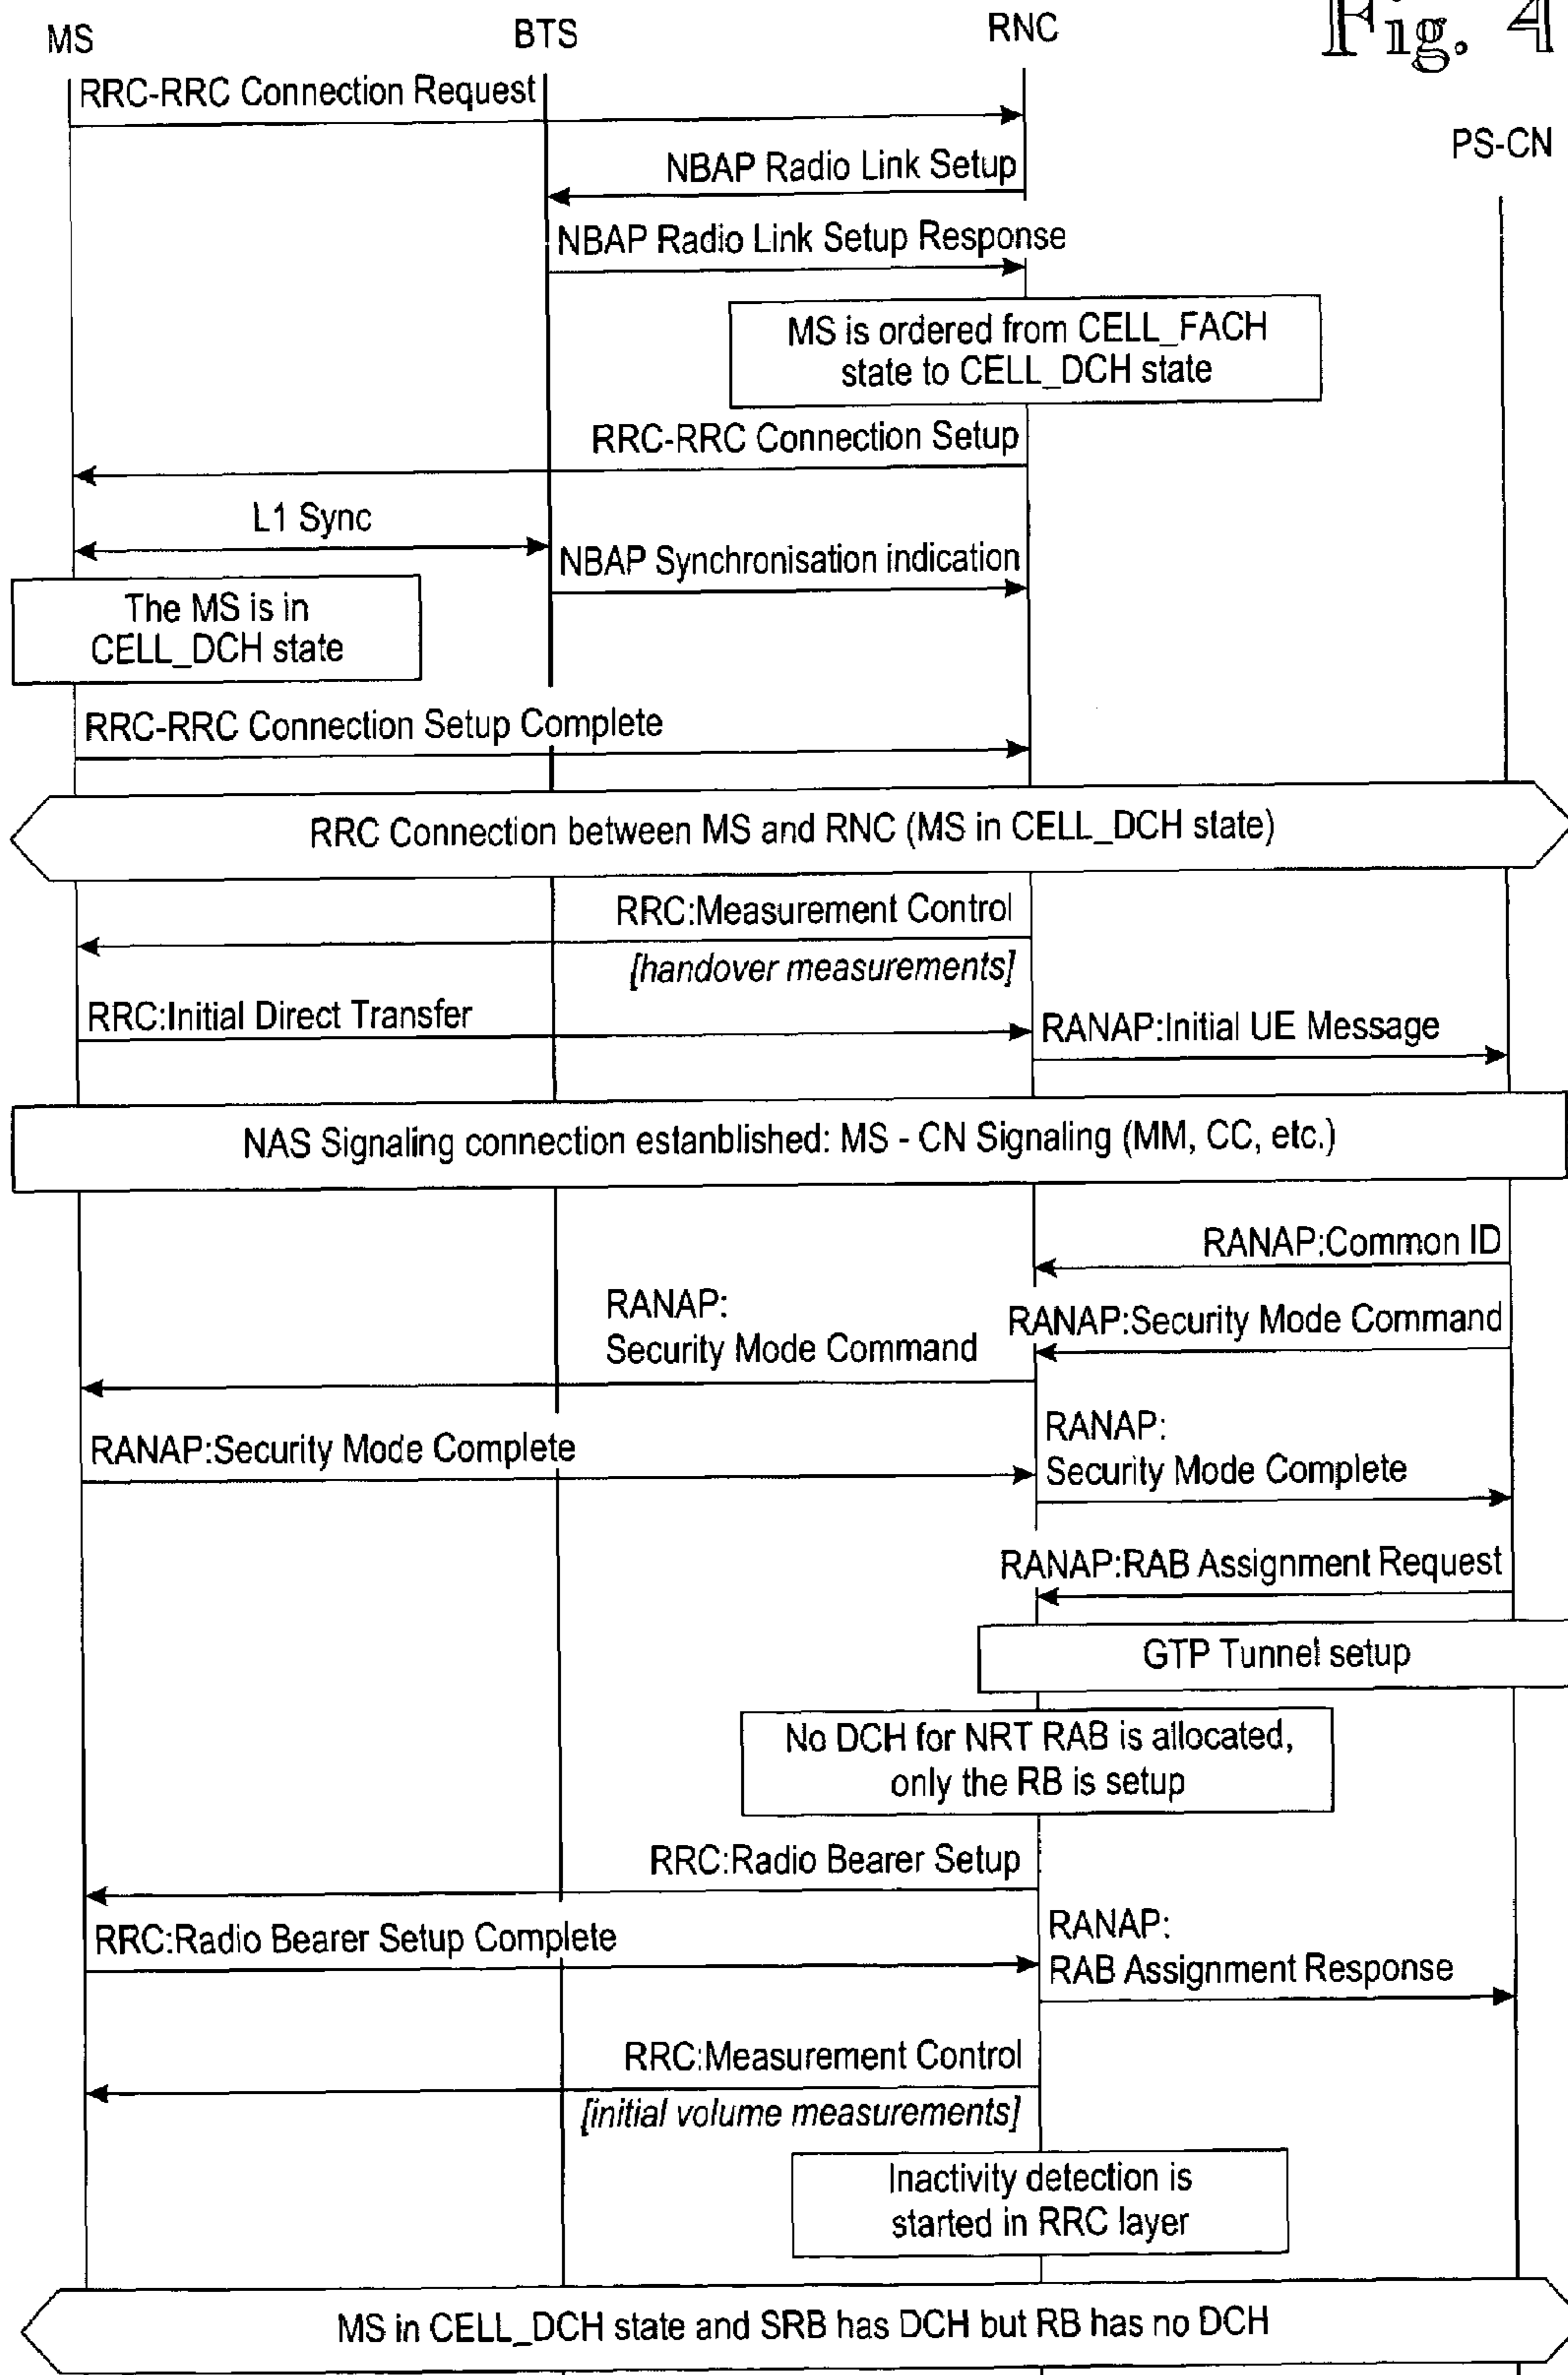 Fig. 4
MS
BTS
RNC
PS-CN
RRC-RRC Connection Request
NBAP Radio Link Setup
NBAP Radio Link Setup Response
MS is ordered from CELL_FACH
state to CELL_DCH state
RRC-RRC Connection Setup
L1 Sync
NBAP Synchronisation indication
The MS is in
CELL_DCH state
RRC-RRC Connection Setup Complete
RRC Connection between MS and RNC (MS in CELL_DCH state)
RRC:Measurement Control
[handover measurements]
RRC:Initial Direct Transfer
RANAP:Initial UE Message
NAS Signaling connection estanblished: MS - CN Signaling (MM, CC, etc.)
RANAP:Common ID
RANAP:Security Mode Command
RANAP:
Security Mode Command
RANAP:Security Mode Complete
RANAP:
Security Mode Complete
RANAP:RAB Assignment Request
GTP Tunnel setup
No DCH for NRT RAB is allocated,
only the RB is setup
RRC:Radio Bearer Setup
RRC:Radio Bearer Setup Complete
RANAP:
RAB Assignment Response
RRC:Measurement Control
[initial volume measurements]
Inactivity detection is
started in RRC layer
MS in CELL_DCH state and SRB has DCH but RB has no DCH